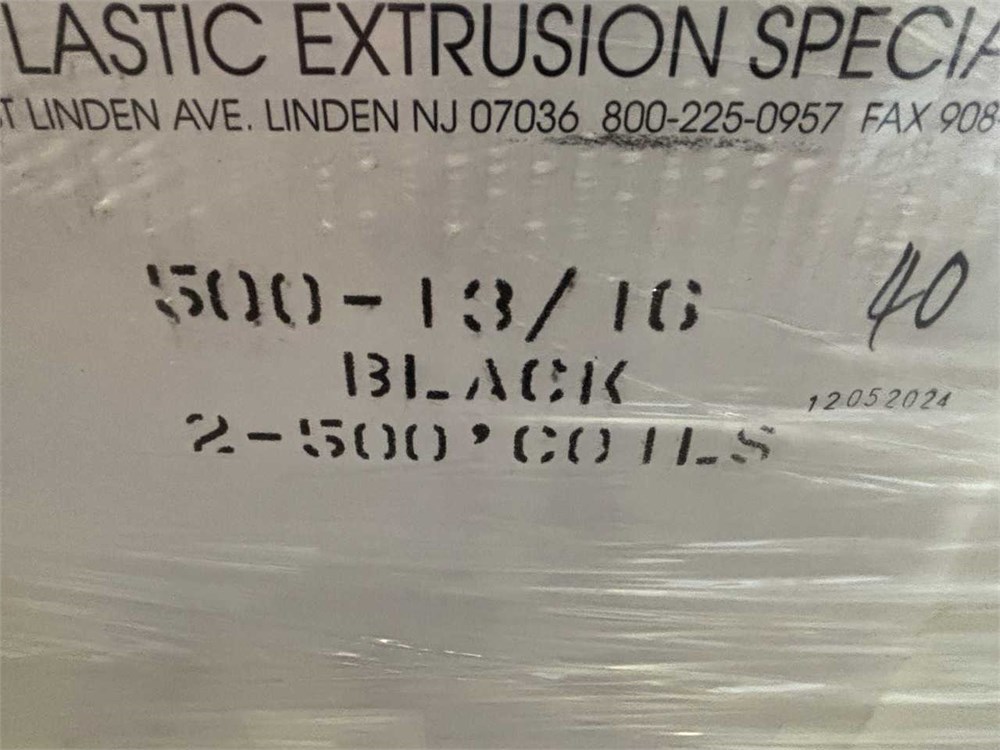 LASTIC EXTRUSION SPECIA
T LINDEN AVE. LINDEN NJ 07036 800-225-0957 FAX 908-
500-13/16
40
BLACK
12052024
2-500'COILS